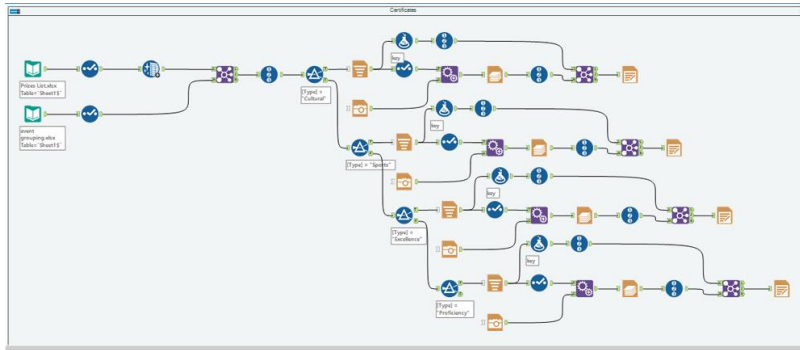 Certificates
Prizes List.xlsx
Table=`Sheet1$`
event
grouping.xlsx
Table=`Sheet1$`
[Type] =
"Cultural"
key
[Type] = "Sports"
key
[Type] =
"Excellence"
key
[Type] =
"Proficiency"
key